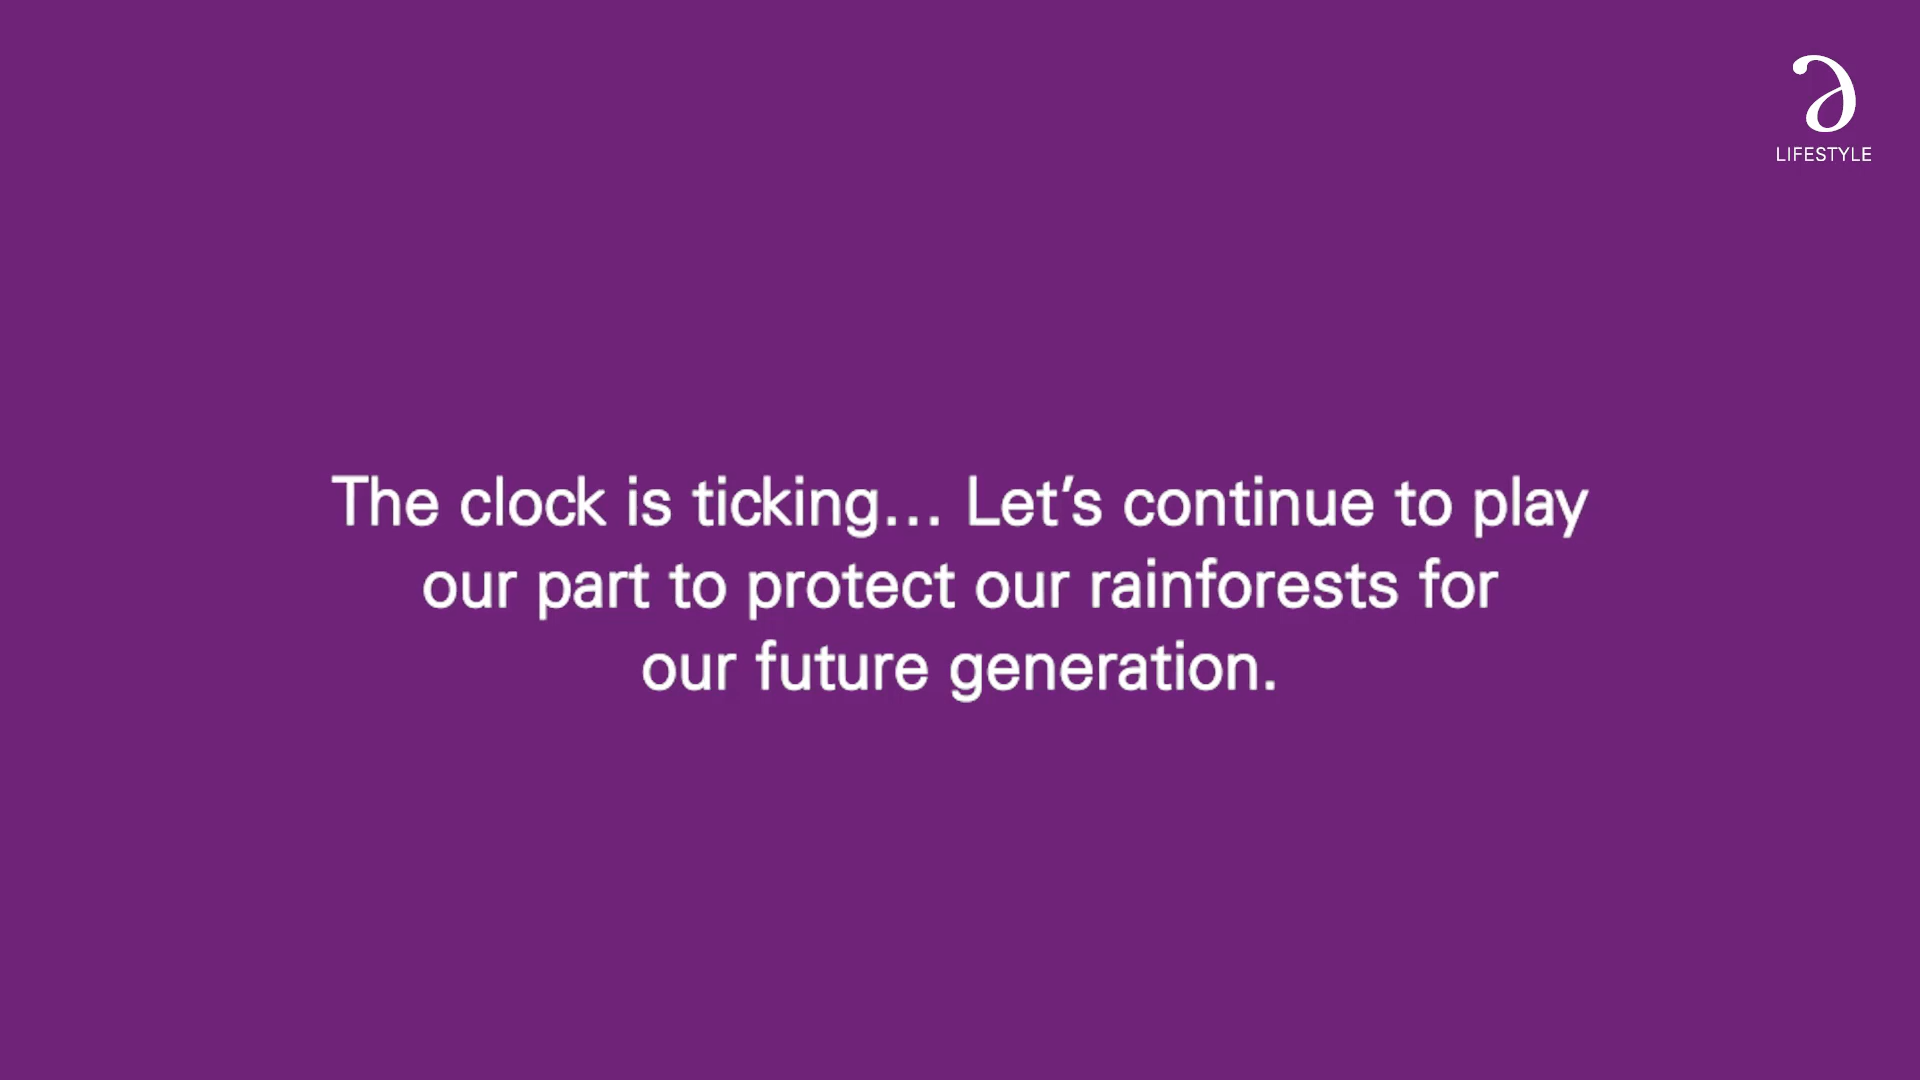 LIFESTYLE
The clock is ticking... Let’s continue to play
our part to protect our rainforests for
our future generation.